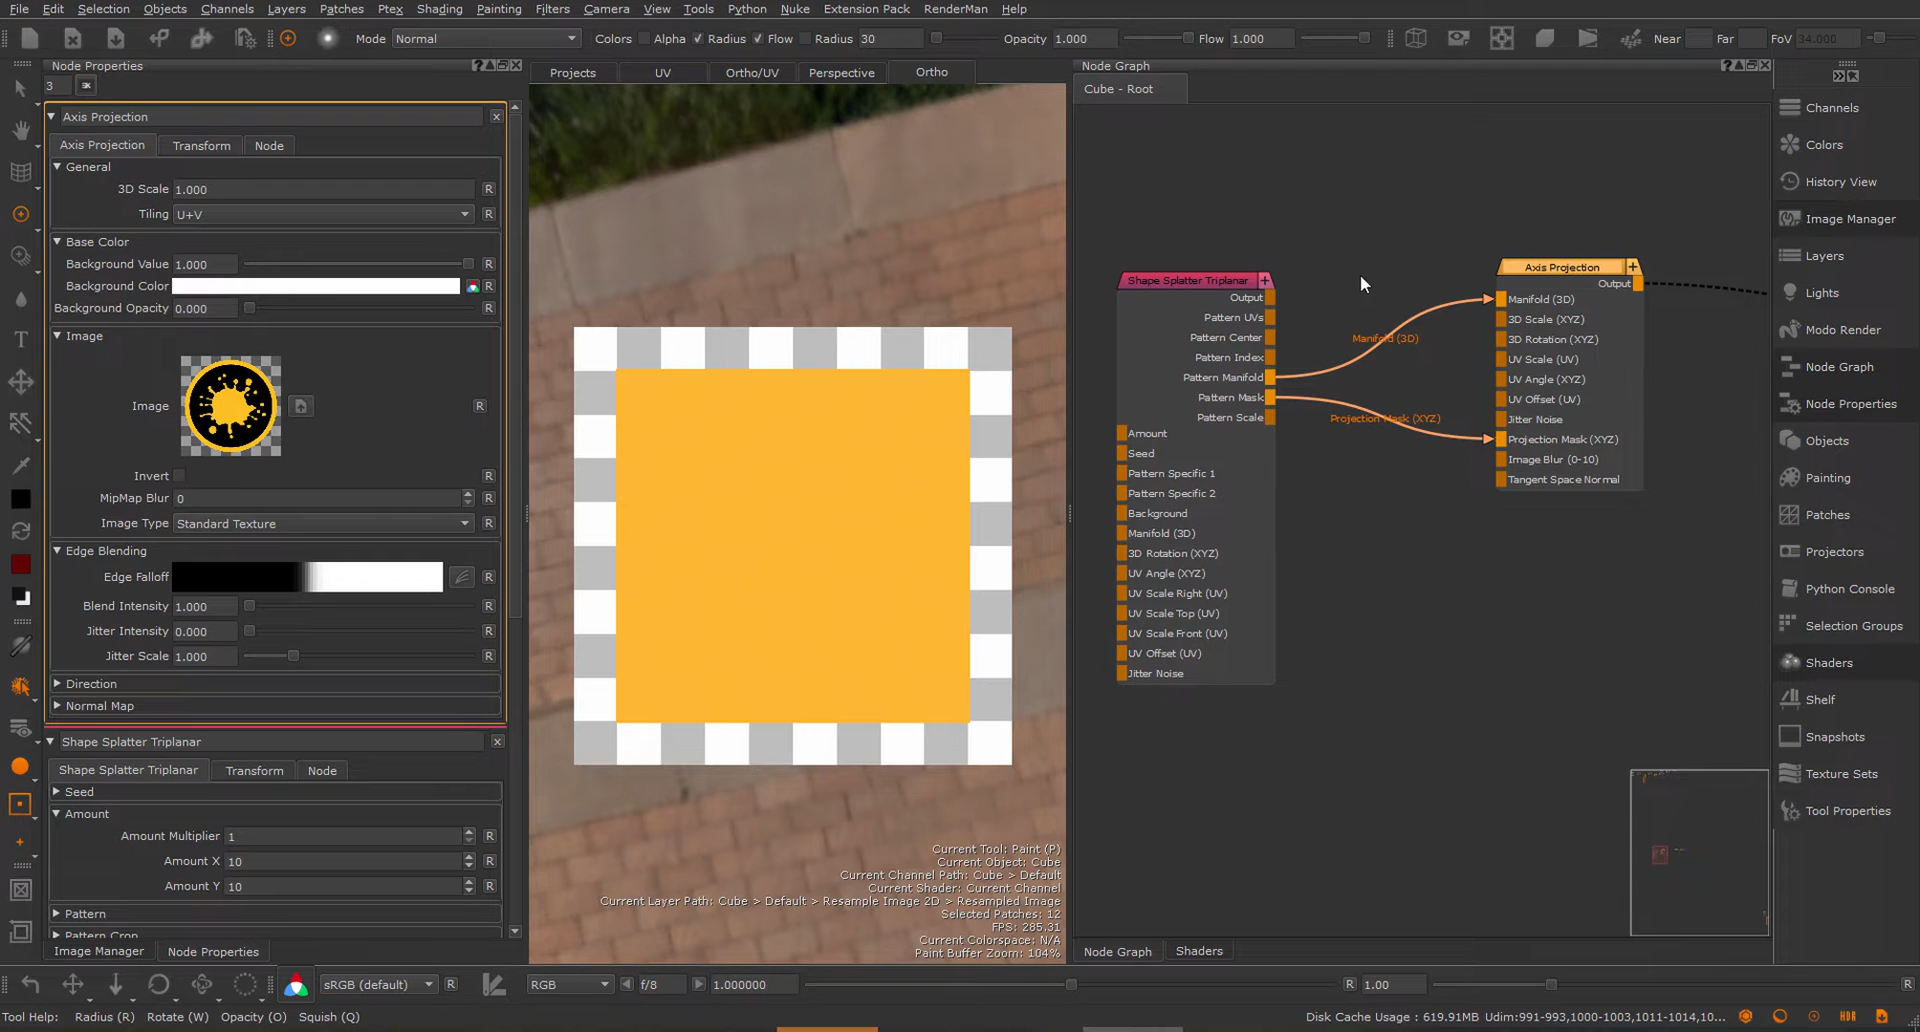 File Edit Selection Objects Channels Layers Patches Ptex Shading Painting Filters Camera View Tools Python Nuke Extension Pack RenderMan Help
Mode Normal Colors Alpha Radius Flow Radius 30 Opacity 1.000 Flow 1.000 Near Far FoV 34.000
Node Properties
3
Axis Projection
Axis Projection Transform Node
General
3D Scale 1.000 R
Tiling U+V R
Base Color
Background Value 1.000 R
Background Color R
Background Opacity 0.000 R
Image
Image R
Invert R
MipMap Blur 0 R
Image Type Standard Texture R
Edge Blending
Edge Falloff R
Blend Intensity 1.000 R
Jitter Intensity 0.000 R
Jitter Scale 1.000 R
Direction
Normal Map
Shape Splatter Triplanar
Shape Splatter Triplanar Transform Node
Seed
Amount
Amount Multiplier 1 R
Amount X 10 R
Amount Y 10 R
Pattern
Pattern Crop
Image Manager Node Properties
Projects UV Ortho/UV Perspective Ortho
Current Tool: Paint (P)
Current Object: Cube
Current Channel Path: Cube > Default
Current Shader: Current Channel
Current Layer Path: Cube > Default > Resample Image 2D > Resampled Image
Selected Patches: 12
FPS: 285.31
Current Colorspace: N/A
Paint Buffer Zoom: 104%
Node Graph
Cube - Root
Shape Splatter Triplanar +
Output
Pattern UVs
Pattern Center
Pattern Index
Pattern Manifold
Pattern Mask
Pattern Scale
Amount
Seed
Pattern Specific 1
Pattern Specific 2
Background
Manifold (3D)
3D Rotation (XYZ)
UV Angle (XYZ)
UV Scale Right (UV)
UV Scale Top (UV)
UV Scale Front (UV)
UV Offset (UV)
Jitter Noise
Manifold (3D)
Projection Mask (XYZ)
Axis Projection +
Output
Manifold (3D)
3D Scale (XYZ)
3D Rotation (XYZ)
UV Scale (UV)
UV Angle (XYZ)
UV Offset (UV)
Jitter Noise
Projection Mask (XYZ)
Image Blur (0-10)
Tangent Space Normal
Node Graph Shaders
Channels
Colors
History View
Image Manager
Layers
Lights
Modo Render
Node Graph
Node Properties
Objects
Painting
Patches
Projectors
Python Console
Selection Groups
Shaders
Shelf
Snapshots
Texture Sets
Tool Properties
sRGB (default) R RGB f/8 1.000000 R 1.00 R
Tool Help: Radius (R) Rotate (W) Opacity (O) Squish (Q) Disk Cache Usage : 619.91MB Udim:991-993,1000-1003,1011-1014,10... HDR